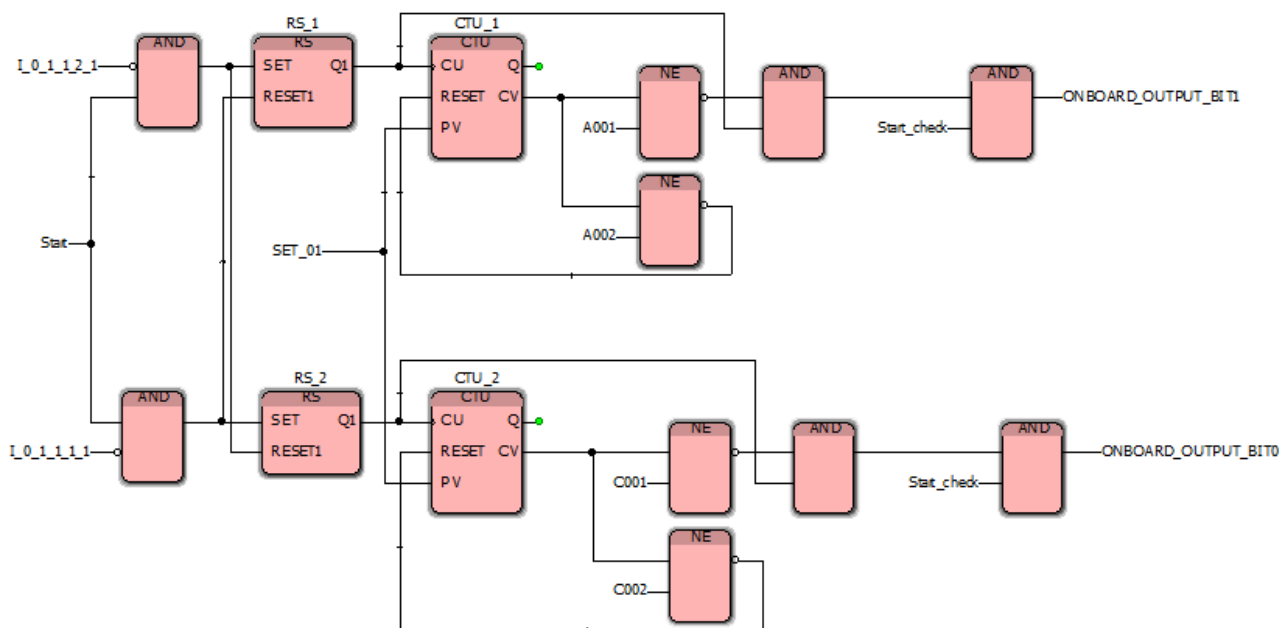 RS_1 CTU_1
AND RS CTU
I_0_1_1_2_1 SET Q1 CU Q NE AND AND
RESET1 RESET CV ONBOARD_OUTPUT_BIT1
PV A001 Start_check
NE
Start SET_01 A002
RS_2 CTU_2
AND RS CTU
SET Q1 CU Q NE AND AND
I_0_1_1_1_1 RESET1 RESET CV ONBOARD_OUTPUT_BIT0
PV C001 Start_check
NE
C002